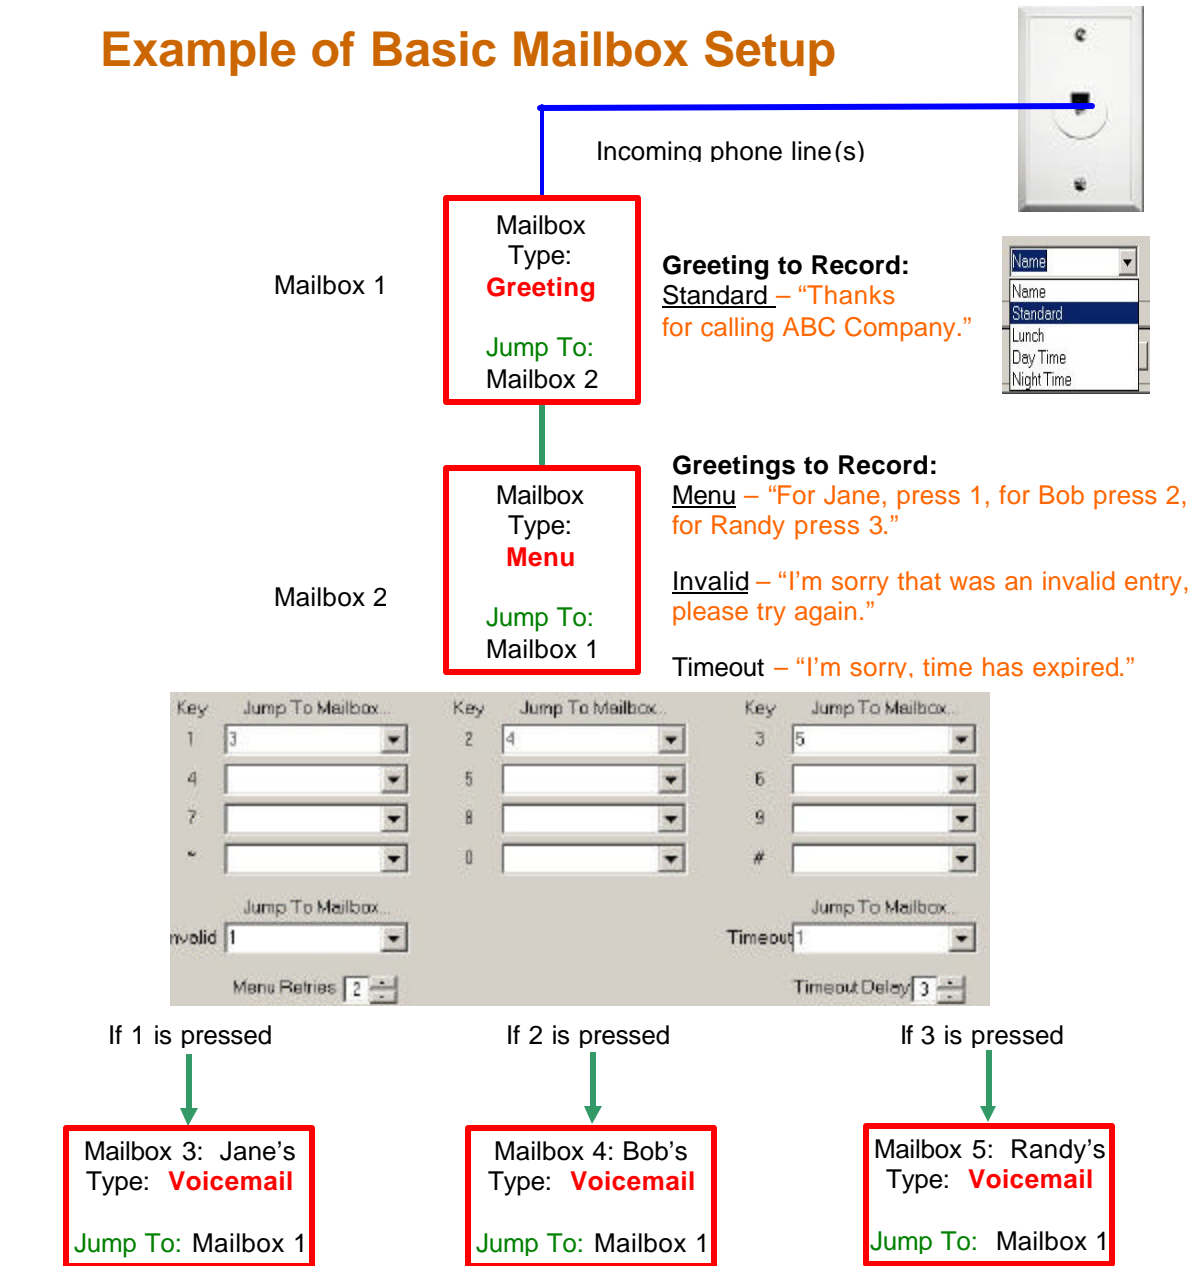 Example of Basic Mailbox Setup
Incoming phone line(s)
Mailbox 1
Mailbox
Type:
Greeting
Jump To:
Mailbox 2
Greeting to Record:
Standard – “Thanks
for calling ABC Company.”
Name
Name
Standard
Lunch
Day Time
Night Time
Mailbox 2
Mailbox
Type:
Menu
Jump To:
Mailbox 1
Greetings to Record:
Menu – “For Jane, press 1, for Bob press 2,
for Randy press 3.”
Invalid – “I’m sorry that was an invalid entry,
please try again.”
Timeout – “I’m sorry, time has expired.”
Key Jump To Mailbox... Key Jump To Mailbox... Key Jump To Mailbox...
1 3 2 4 3 5
4 5 6
7 8 9
* 0 #
Jump To Mailbox... Jump To Mailbox...
nvalid 1 Timeout 1
Menu Retries 2 Timeout Delay 3
If 1 is pressed If 2 is pressed If 3 is pressed
Mailbox 3: Jane’s
Type: Voicemail
Jump To: Mailbox 1
Mailbox 4: Bob’s
Type: Voicemail
Jump To: Mailbox 1
Mailbox 5: Randy’s
Type: Voicemail
Jump To: Mailbox 1